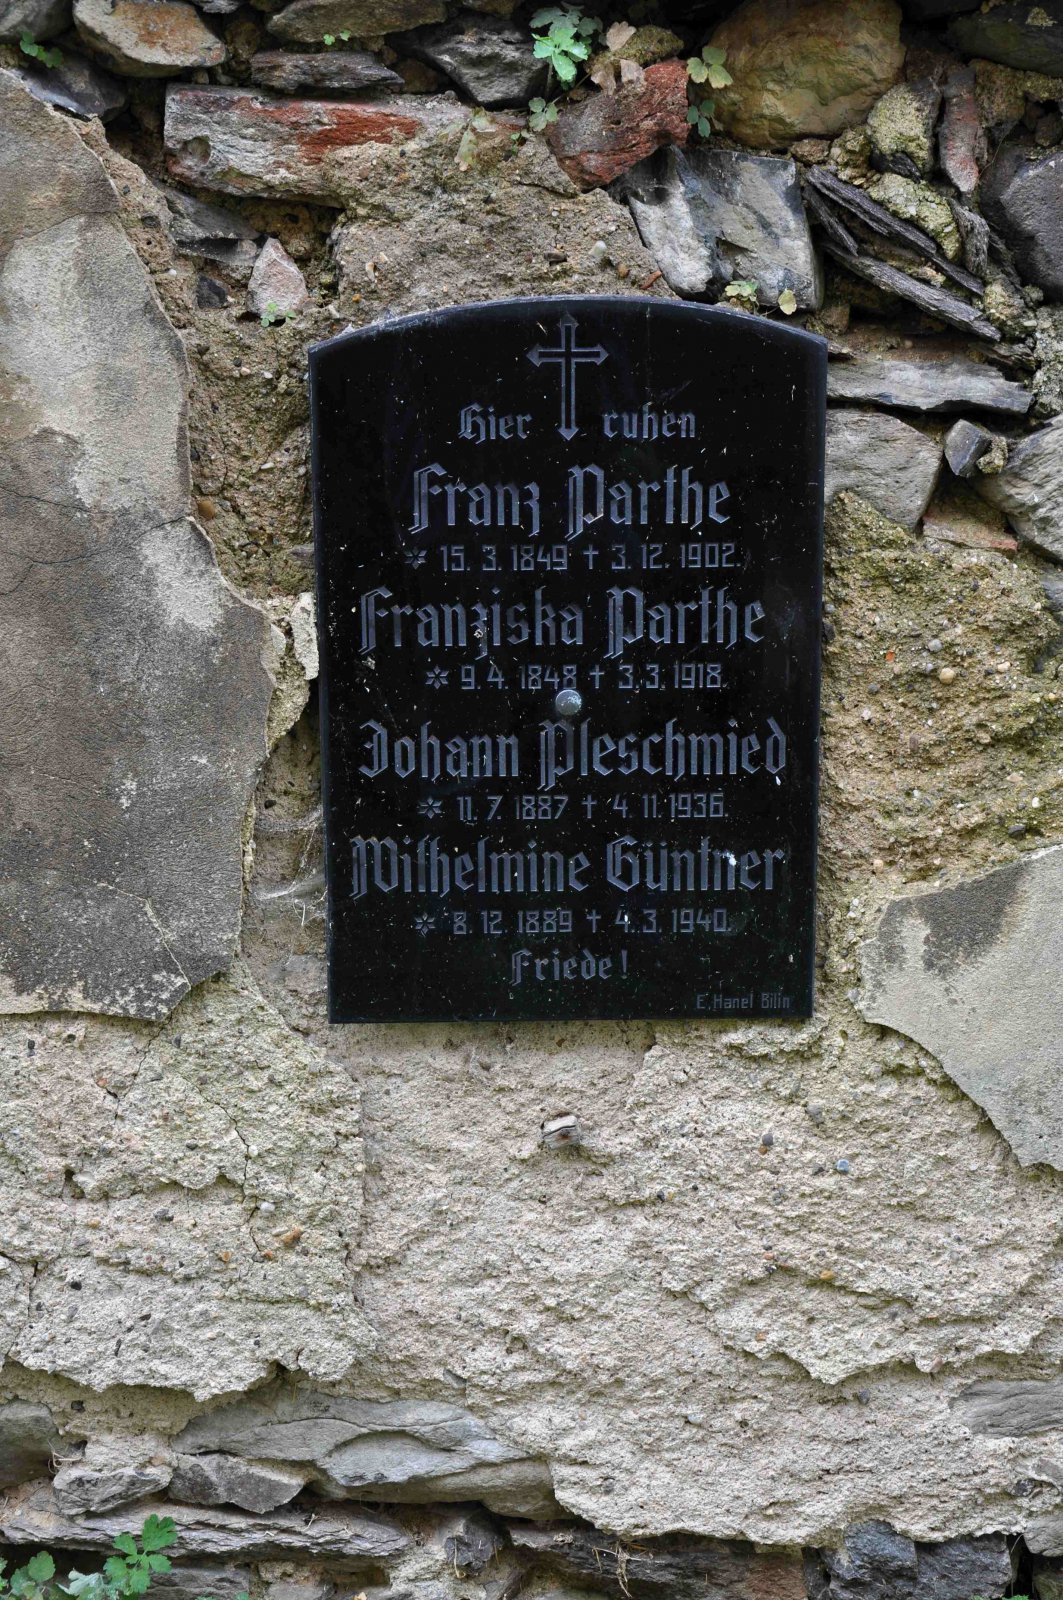 Hier ruhen
Franz Parthe
* 15. 3. 1849 † 3. 12. 1902.
Franziska Parthe
* 9. 4. 1848 † 3. 3. 1918.
Johann Pleschmied
* 11. 7. 1887 † 4. 11. 1936.
Wilhelmine Güntner
* 8. 12. 1889 † 4. 3. 1940.
Friede!
E. Hanel Bilin